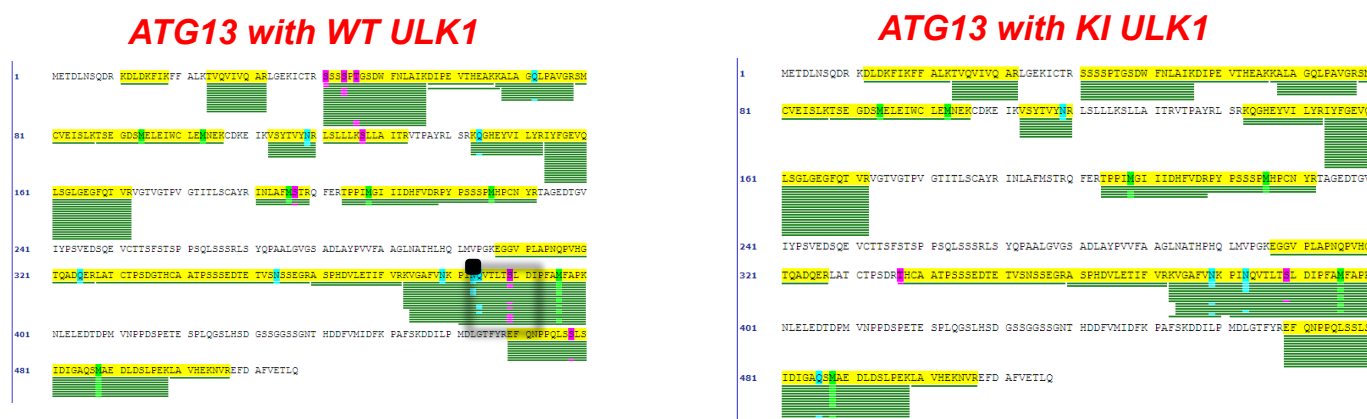 ATG13 with WT ULK1
1 METDLNSQDR KDLDKFIKFF ALKTVQVIVQ ARLGEKICTR SSSSPTGSDW FNLAIKDIPE VTHEAKKALA GQLPAVGRSM
81 CVEISLKTSE GDSMELEIWC LEMNEKCDKE IKVSYTVYNR LSLLLKSLLA ITRVTPAYRL SRKQGHEYVI LYRIYFGEVQ
161 LSGLGEGFQT VRVGTVGTPV GTITLSCAYR INLAFMSTRQ FERTPPIMGI IIDHFVDRPY PSSSPMHPCN YRTAGEDTGV
241 IYPSVEDSQE VCTTSFSTSP PSQLSSSRLS YQPAALGVGS ADLAYPVVFA AGLNATHLHQ LMVPGKEGGV PLAPNQPVHG
321 TQADQERLAT CTPSDGTHCA ATPSSSEDTE TVSNSSEGRA SPHDVLETIF VRKVGAFVNK PINQVTLTSL DIPFAMFAPK
401 NLELEDTDPM VNPPDSPETE SPLQGSLHSD GSSGGSSGNT HDDFVMIDFK PAFSKDDILP MDLGTFYREF QNPPQLSSLS
481 IDIGAQSMAE DLDSLPEKLA VHEKNVREFD AFVETLQ
ATG13 with KI ULK1
1 METDLNSQDR KDLDKFIKFF ALKTVQVIVQ ARLGEKICTR SSSSPTGSDW FNLAIKDIPE VTHEAKKALA GQLPAVGRSM
81 CVEISLKTSE GDSMELEIWC LEMNEKCDKE IKVSYTVYNR LSLLLKSLLA ITRVTPAYRL SRKQGHEYVI LYRIYFGEVQ
161 LSGLGEGFQT VRVGTVGTPV GTITLSCAYR INLAFMSTRQ FERTPPIMGI IIDHFVDRPY PSSSPMHPCN YRTAGEDTGV
241 IYPSVEDSQE VCTTSFSTSP PSQLSSSRLS YQPAALGVGS ADLAYPVVFA AGLNATHPHQ LMVPGKEGGV PLAPNQPVHG
321 TQADQERLAT CTPSDRTHCA ATPSSSEDTE TVSNSSEGRA SPHDVLETIF VRKVGAFVNK PINQVTLTSL DIPFAMFAPK
401 NLELEDTDPM VNPPDSPETE SPLQGSLHSD GSSGGSSGNT HDDFVMIDFK PAFSKDDILP MDLGTFYREF QNPPQLSSLS
481 IDIGAQSMAE DLDSLPEKLA VHEKNVREFD AFVETLQ